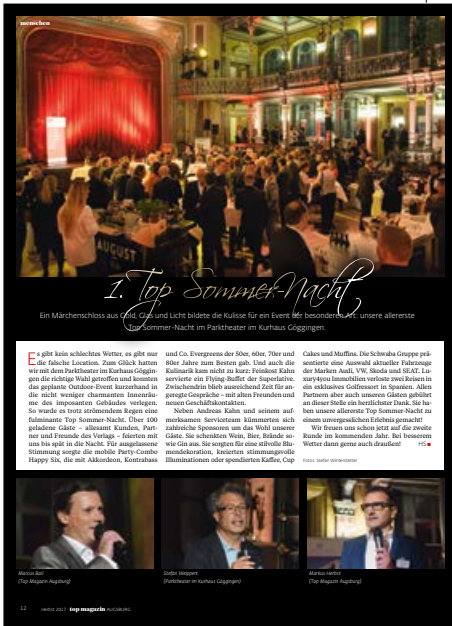 menschen
AUGUST
1. Top Sommer-Nacht
Ein Märchenschloss aus Gold, Glas und Licht bildete die Kulisse für ein Event der besonderen Art: unsere allererste
Top Sommer-Nacht im Parktheater im Kurhaus Göggingen.
Es gibt kein schlechtes Wetter, es gibt nur
die falsche Location. Zum Glück hatten
wir mit dem Parktheater im Kurhaus Göggin-
gen die richtige Wahl getroffen und konnten
das geplante Outdoor-Event kurzerhand in
die nicht weniger charmanten Innenräu-
me des imposanten Gebäudes verlegen.
So wurde es trotz strömendem Regen eine
fulminante Top Sommer-Nacht. Über 100
geladene Gäste – allesamt Kunden, Part-
ner und Freunde des Verlags – feierten mit
uns bis spät in die Nacht. Für ausgelassene
Stimmung sorgte die mobile Party-Combo
Happy Six, die mit Akkordeon, Kontrabass
und Co. Evergreens der 50er, 60er, 70er und
80er Jahre zum Besten gab. Und auch die
Kulinarik kam nicht zu kurz: Feinkost Kahn
servierte ein Flying-Buffet der Superlative.
Zwischendrin blieb ausreichend Zeit für an-
geregte Gespräche – mit alten Freunden und
neuen Geschäftskontakten.
Neben Andreas Kahn und seinem auf-
merksamen Serviceteam kümmerten sich
zahlreiche Sponsoren um das Wohl unserer
Gäste. Sie schenkten Wein, Bier, Brände so-
wie Gin aus. Sie sorgten für eine stilvolle Blu-
mendekoration, kreierten stimmungsvolle
Illuminationen oder spendierten Kaffee, Cup
Cakes und Muffins. Die Schwaba Gruppe prä-
sentierte eine Auswahl aktueller Fahrzeuge
der Marken Audi, VW, Skoda und SEAT. Lu-
xury4you Immobilien verloste zwei Reisen in
ein exklusives Golfresort in Spanien. Allen
Partnern aber auch unseren Gästen gebührt
an dieser Stelle ein herzlicher Dank. Sie ha-
ben unsere allererste Top Sommer-Nacht zu
einem unvergesslichen Erlebnis gemacht!
Wir freuen uns schon jetzt auf die zweite
Runde im kommenden Jahr. Bei besserem
Wetter dann gerne auch draußen! HS
Fotos: Stefan Winterstetter
Marcus Ball
(Top Magazin Augsburg)
Stefan Kleppert
(Parktheater im Kurhaus Göggingen)
Markus Herbst
(Top Magazin Augsburg)
12 Herbst 2017 · top magazin AUGSBURG